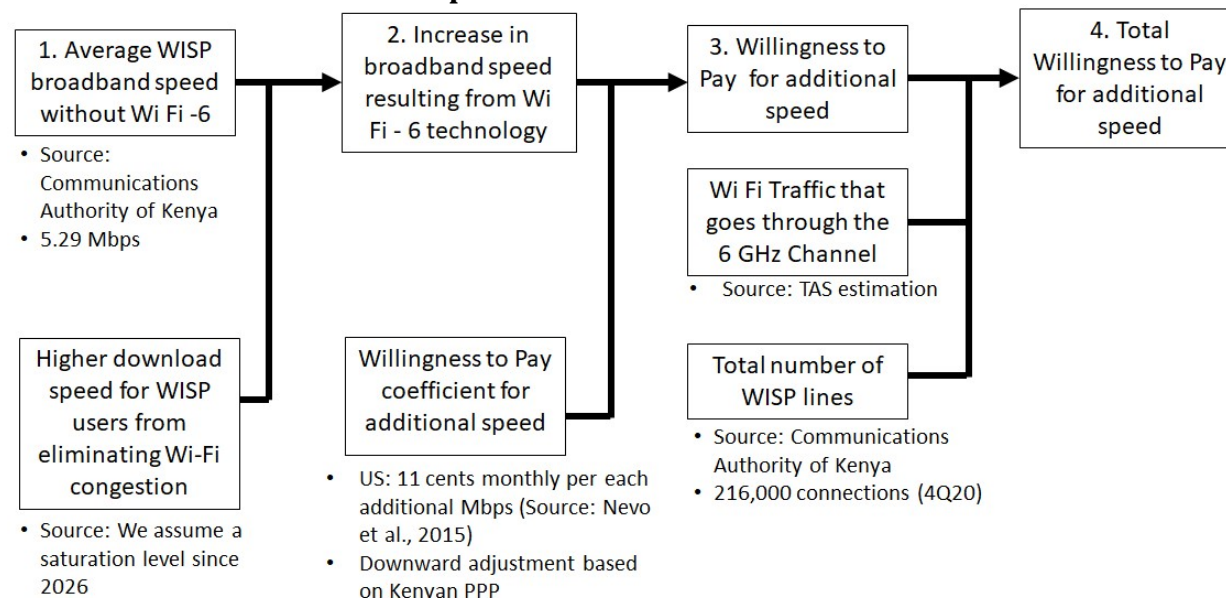 1. Average WISP
broadband speed
without Wi Fi -6
• Source:
Communications
Authority of Kenya
• 5.29 Mbps
Higher download
speed for WISP
users from
eliminating Wi-Fi
congestion
• Source: We assume a
saturation level since
2026
2. Increase in
broadband speed
resulting from Wi
Fi - 6 technology
Willingness to Pay
coefficient for
additional speed
• US: 11 cents monthly per each
additional Mbps (Source: Nevo
et al., 2015)
• Downward adjustment based
on Kenyan PPP
3. Willingness to
Pay for additional
speed
Wi Fi Traffic that
goes through the
6 GHz Channel
• Source: TAS estimation
Total number of
WISP lines
• Source: Communications
Authority of Kenya
• 216,000 connections (4Q20)
4. Total
Willingness to Pay
for additional
speed